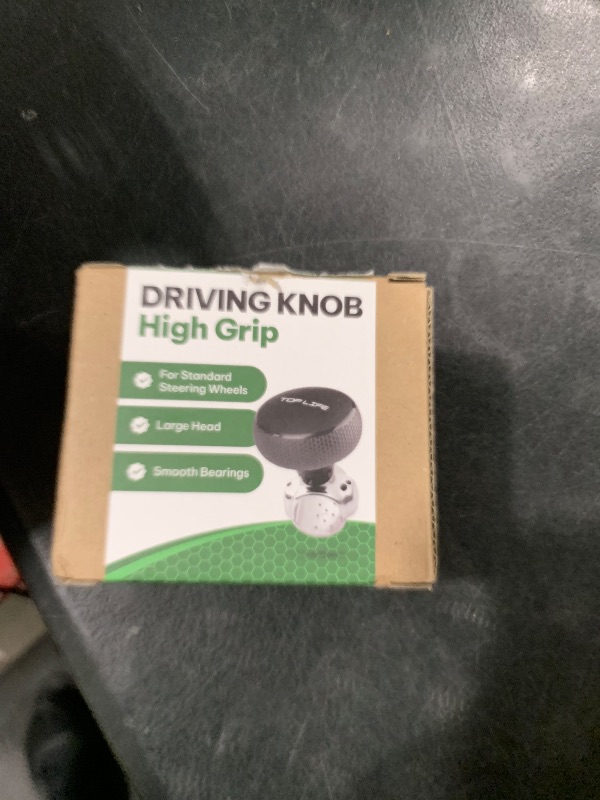 DRIVING KNOB
High Grip
For Standard
Steering Wheels
Large Head
Smooth Bearings
TOP LIFE